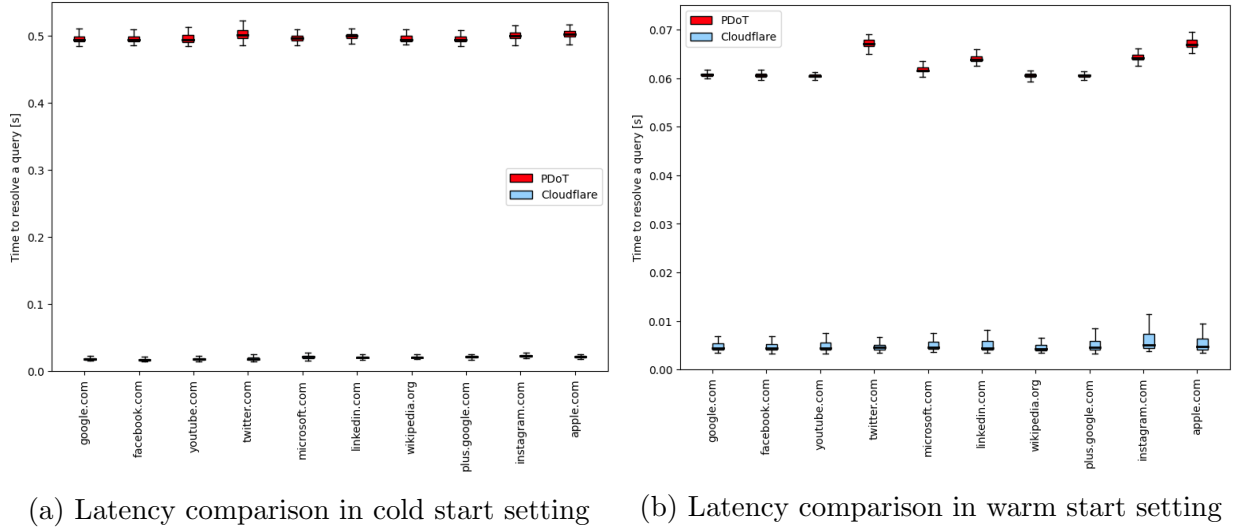 Time to resolve a query [s]
0.5
0.4
0.3
0.2
0.1
0.0
PDoT
Cloudflare
google.com
facebook.com
youtube.com
twitter.com
microsoft.com
linkedin.com
wikipedia.org
plus.google.com
instagram.com
apple.com
(a) Latency comparison in cold start setting
Time to resolve a query [s]
0.07
0.06
0.05
0.04
0.03
0.02
0.01
0.00
PDoT
Cloudflare
google.com
facebook.com
youtube.com
twitter.com
microsoft.com
linkedin.com
wikipedia.org
plus.google.com
instagram.com
apple.com
(b) Latency comparison in warm start setting